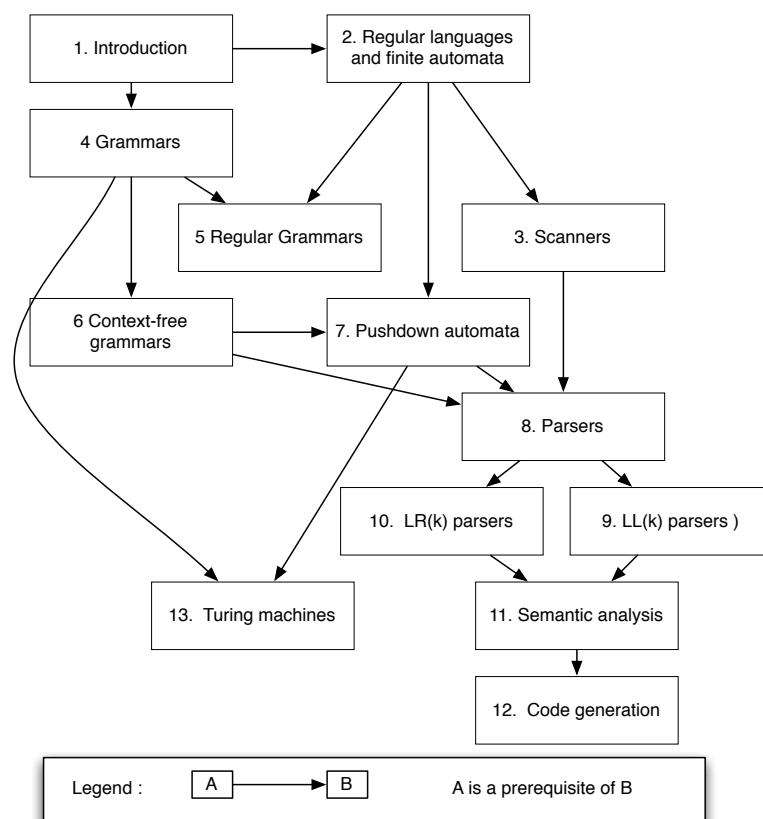 1. Introduction
2. Regular languages
and finite automata
4 Grammars
5 Regular Grammars
3. Scanners
6 Context-free
grammars
7. Pushdown automata
8. Parsers
10. LR(k) parsers
9. LL(k) parsers )
13. Turing machines
11. Semantic analysis
12. Code generation
Legend : A B A is a prerequisite of B